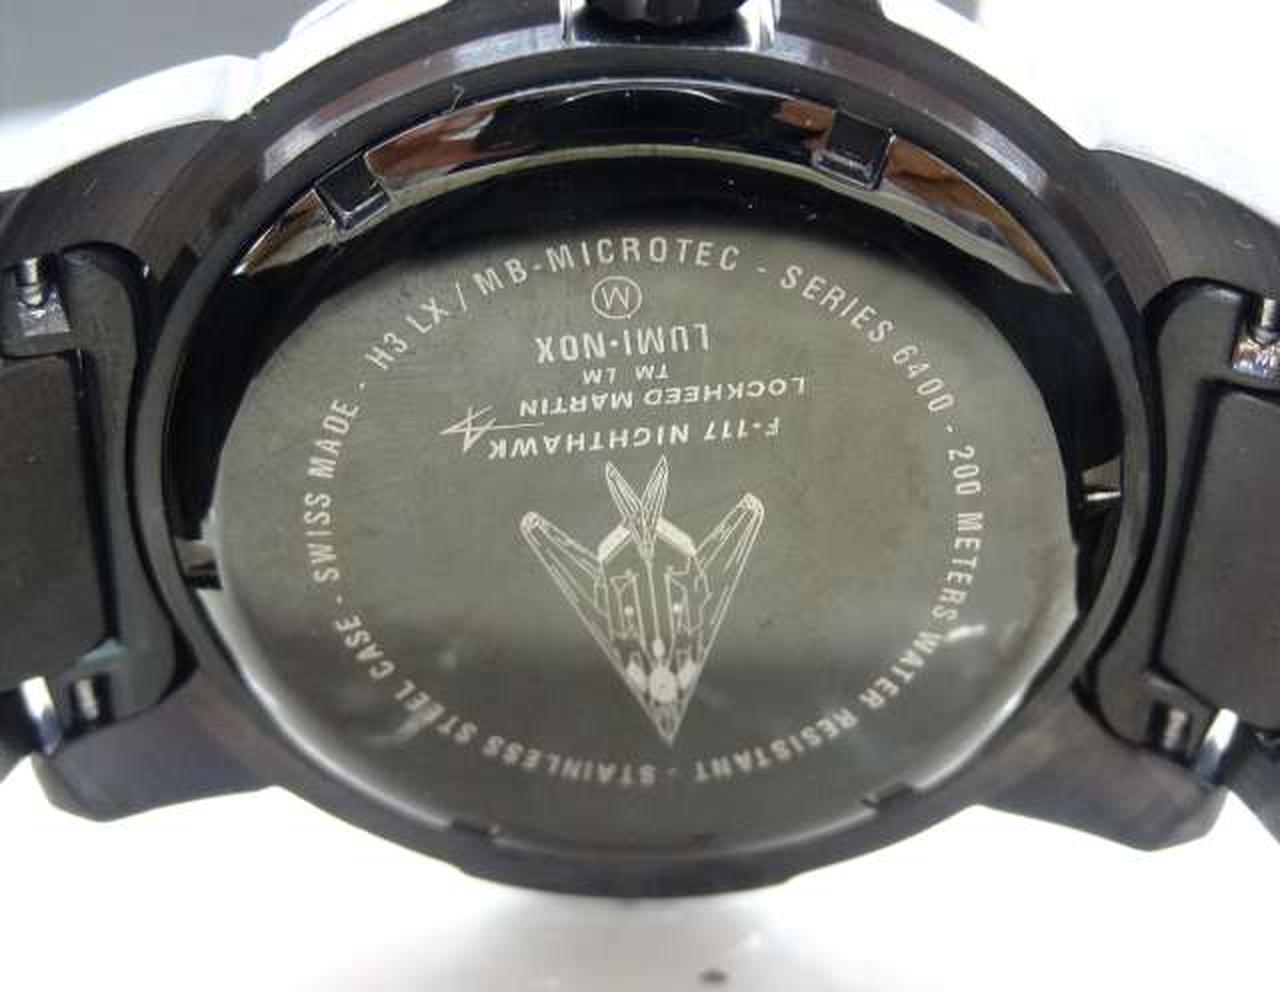 H3 LX / MB-MICROTEC - SERIES 6400 - 200 METERS WATER RESISTANT - STAINLESS STEEL CASE - SWISS MADE -
F-117 NIGHTHAWK
LOCKHEED MARTIN
TM LM
LUMI·NOX
M